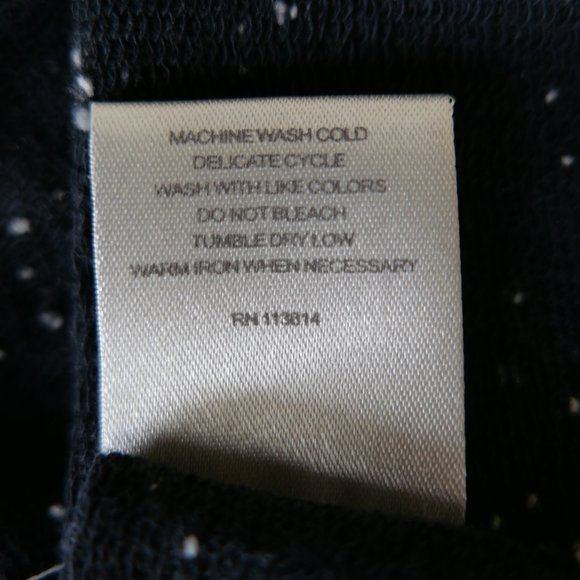 MACHINE WASH COLD
DELICATE CYCLE
WASH WITH LIKE COLORS
DO NOT BLEACH
TUMBLE DRY LOW
WARM IRON WHEN NECESSARY
RN 113814